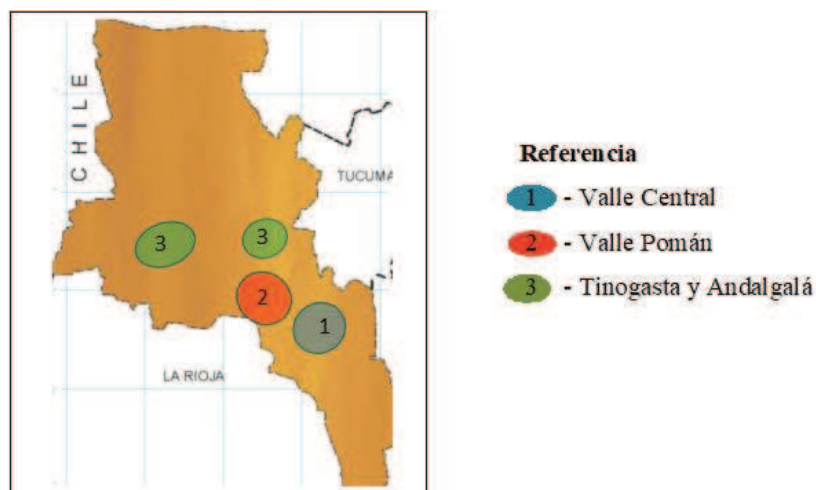 CHILE
TUCUMA
3
3
2
1
LA RIOJA
Referencia
1 - Valle Central
2 - Valle Pomán
3 - Tinogasta y Andalgalá